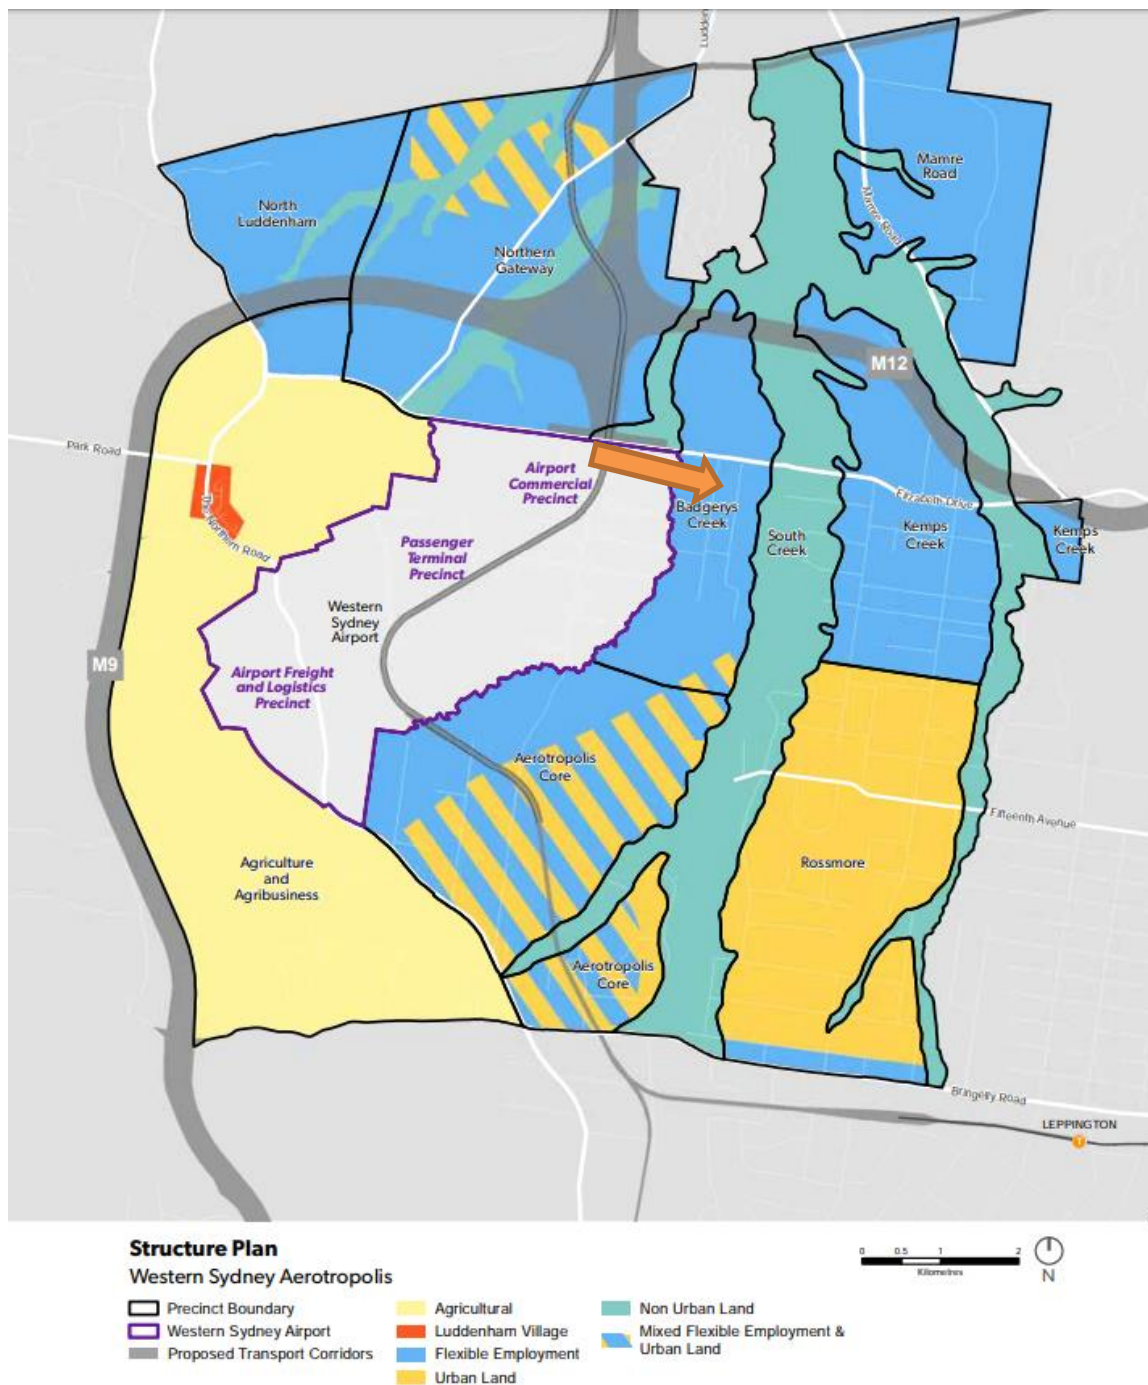 Ludden
Mamre
Road
North
Luddenham
Mamre Road
Northern
Gateway
M12
Park Road
Airport
Commercial
Precinct
The Northern Road
Elizabeth Drive
Badgerys
Creek
Kemps
Creek
Kemps
Creek
South
Creek
Passenger
Terminal
Precinct
Western
Sydney
Airport
M9
Airport Freight
and Logistics
Precinct
Aerotropolis
Core
Fifteenth Avenue
Agriculture
and
Agribusiness
Rossmore
Aerotropolis
Core
Bringelly Road
LEPPINGTON
T
Structure Plan
Western Sydney Aerotropolis
0 0.5 1 2
Kilometres
N
Precinct Boundary
Western Sydney Airport
Proposed Transport Corridors
Agricultural
Luddenham Village
Flexible Employment
Urban Land
Non Urban Land
Mixed Flexible Employment &
Urban Land